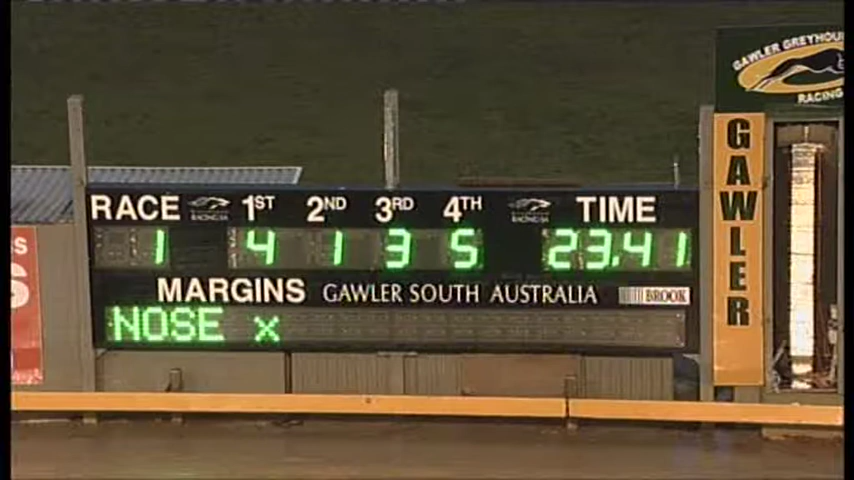 GAWLER GREYHOU
RACING
RACE 1ST 2ND 3RD 4TH TIME
1 4 1 3 5 23.41
MARGINS GAWLER SOUTH AUSTRALIA BROOK
NOSE x
GAWLER
S
S